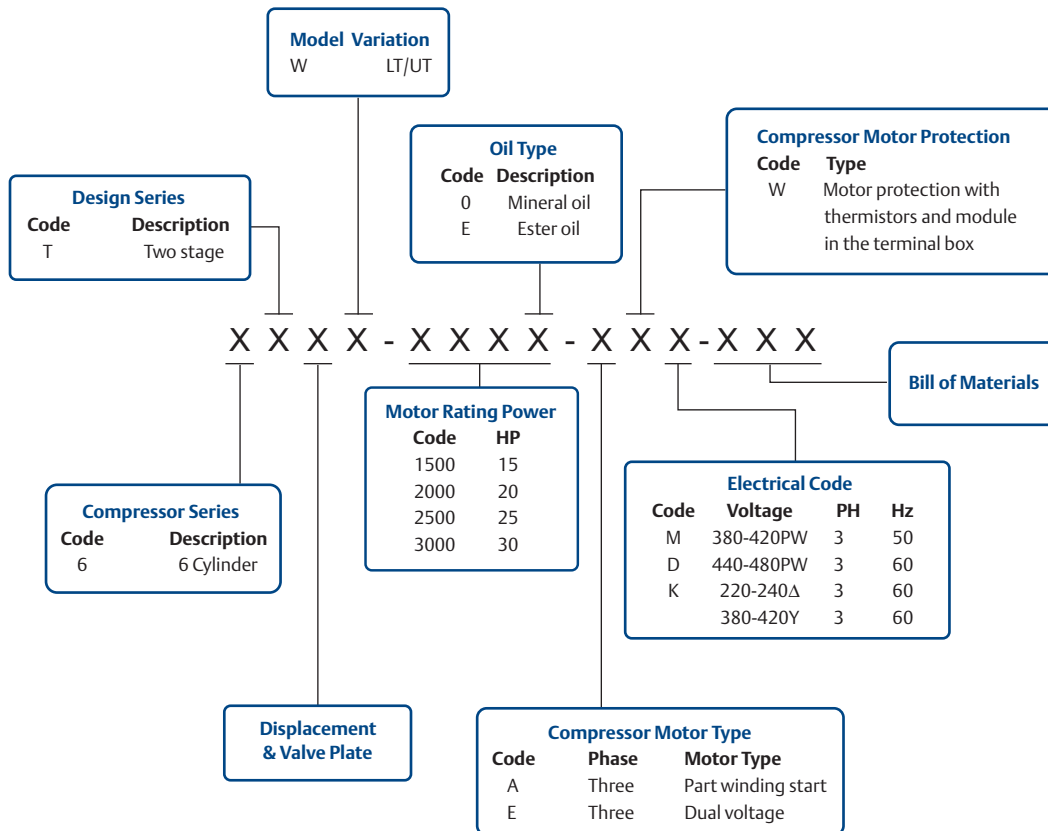 Model Variation
W LT/UT
Oil Type
Code Description
0 Mineral oil
E Ester oil
Compressor Motor Protection
Code Type
W Motor protection with
thermistors and module
in the terminal box
Design Series
Code Description
T Two stage
X X X X - X X X X - X X X - X X X
Bill of Materials
Motor Rating Power
Code HP
1500 15
2000 20
2500 25
3000 30
Electrical Code
Code Voltage PH Hz
M 380-420PW 3 50
D 440-480PW 3 60
K 220-240Δ 3 60
380-420Y 3 60
Compressor Series
Code Description
6 6 Cylinder
Displacement
& Valve Plate
Compressor Motor Type
Code Phase Motor Type
A Three Part winding start
E Three Dual voltage